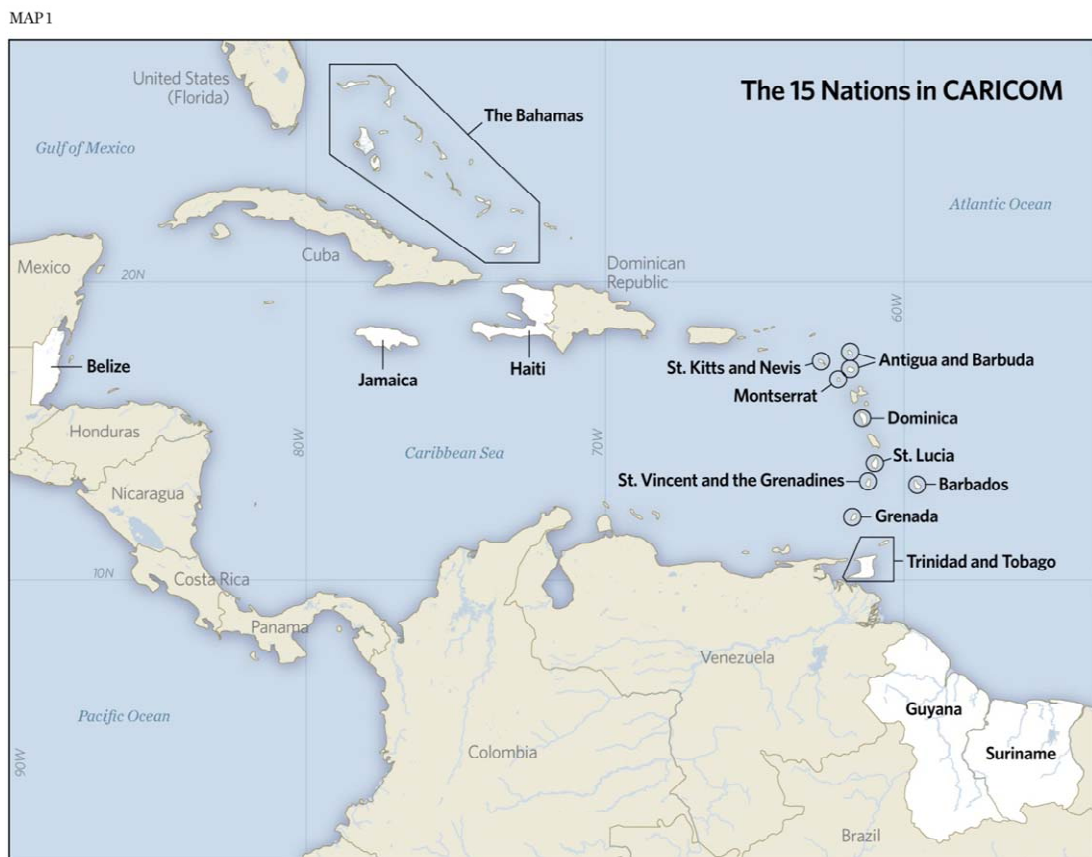 MAP 1
The 15 Nations in CARICOM
United States
(Florida)
The Bahamas
Gulf of Mexico
Atlantic Ocean
Cuba
Mexico
20N
Dominican
Republic
60W
Belize
Jamaica
Haiti
St. Kitts and Nevis
Antigua and Barbuda
Montserrat
Dominica
Honduras
80W
Caribbean Sea
70W
St. Lucia
St. Vincent and the Grenadines
Barbados
Nicaragua
Grenada
Trinidad and Tobago
10N
Costa Rica
Panama
Venezuela
Pacific Ocean
Guyana
Colombia
Suriname
90W
Brazil